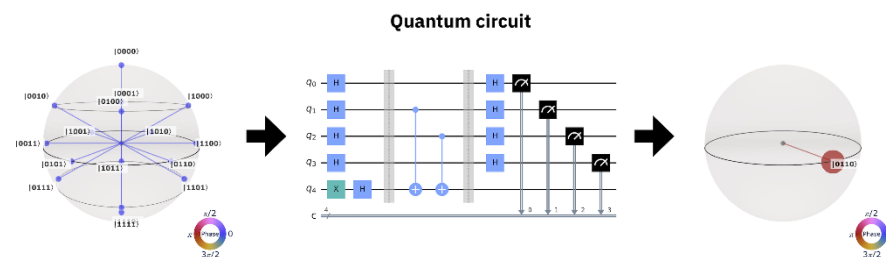 Quantum circuit
|0000⟩
|0010⟩
|0001⟩
|0100⟩
|1000⟩
|1001⟩
|1010⟩
|0011⟩
|1100⟩
|0101⟩
|1011⟩
|0110⟩
|0111⟩
|1101⟩
|1111⟩
π/2
π Phase 0
3π/2
q0 H H
q1 H H
q2 H H
q3 H H
q4 X H
4
c
0 1 2 3
|0110⟩
π/2
π Phase 0
3π/2